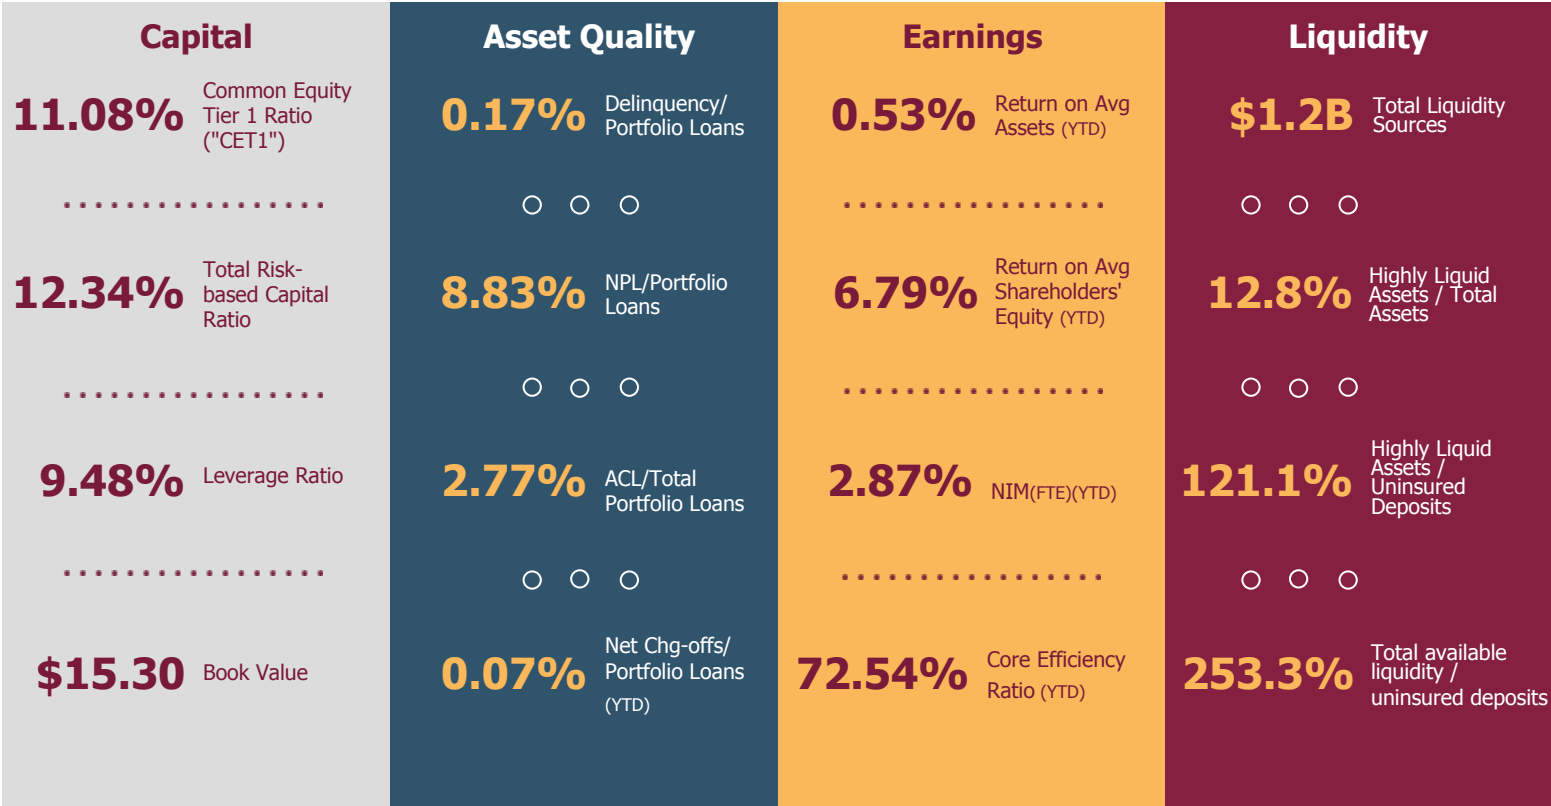 Capital
11.08%
Common Equity
Tier 1 Ratio
("CET1")
12.34%
Total Risk-
based Capital
Ratio
9.48%
Leverage Ratio
$15.30
Book Value
Asset Quality
0.17%
Delinquency/
Portfolio Loans
8.83%
NPL/Portfolio
Loans
2.77%
ACL/Total
Portfolio Loans
0.07%
Net Chg-offs/
Portfolio Loans
(YTD)
Earnings
0.53%
Return on Avg
Assets (YTD)
6.79%
Return on Avg
Shareholders'
Equity (YTD)
2.87%
NIM(FTE)(YTD)
72.54%
Core Efficiency
Ratio (YTD)
Liquidity
$1.2B
Total Liquidity
Sources
12.8%
Highly Liquid
Assets / Total
Assets
121.1%
Highly Liquid
Assets /
Uninsured
Deposits
253.3%
Total available
liquidity /
uninsured deposits